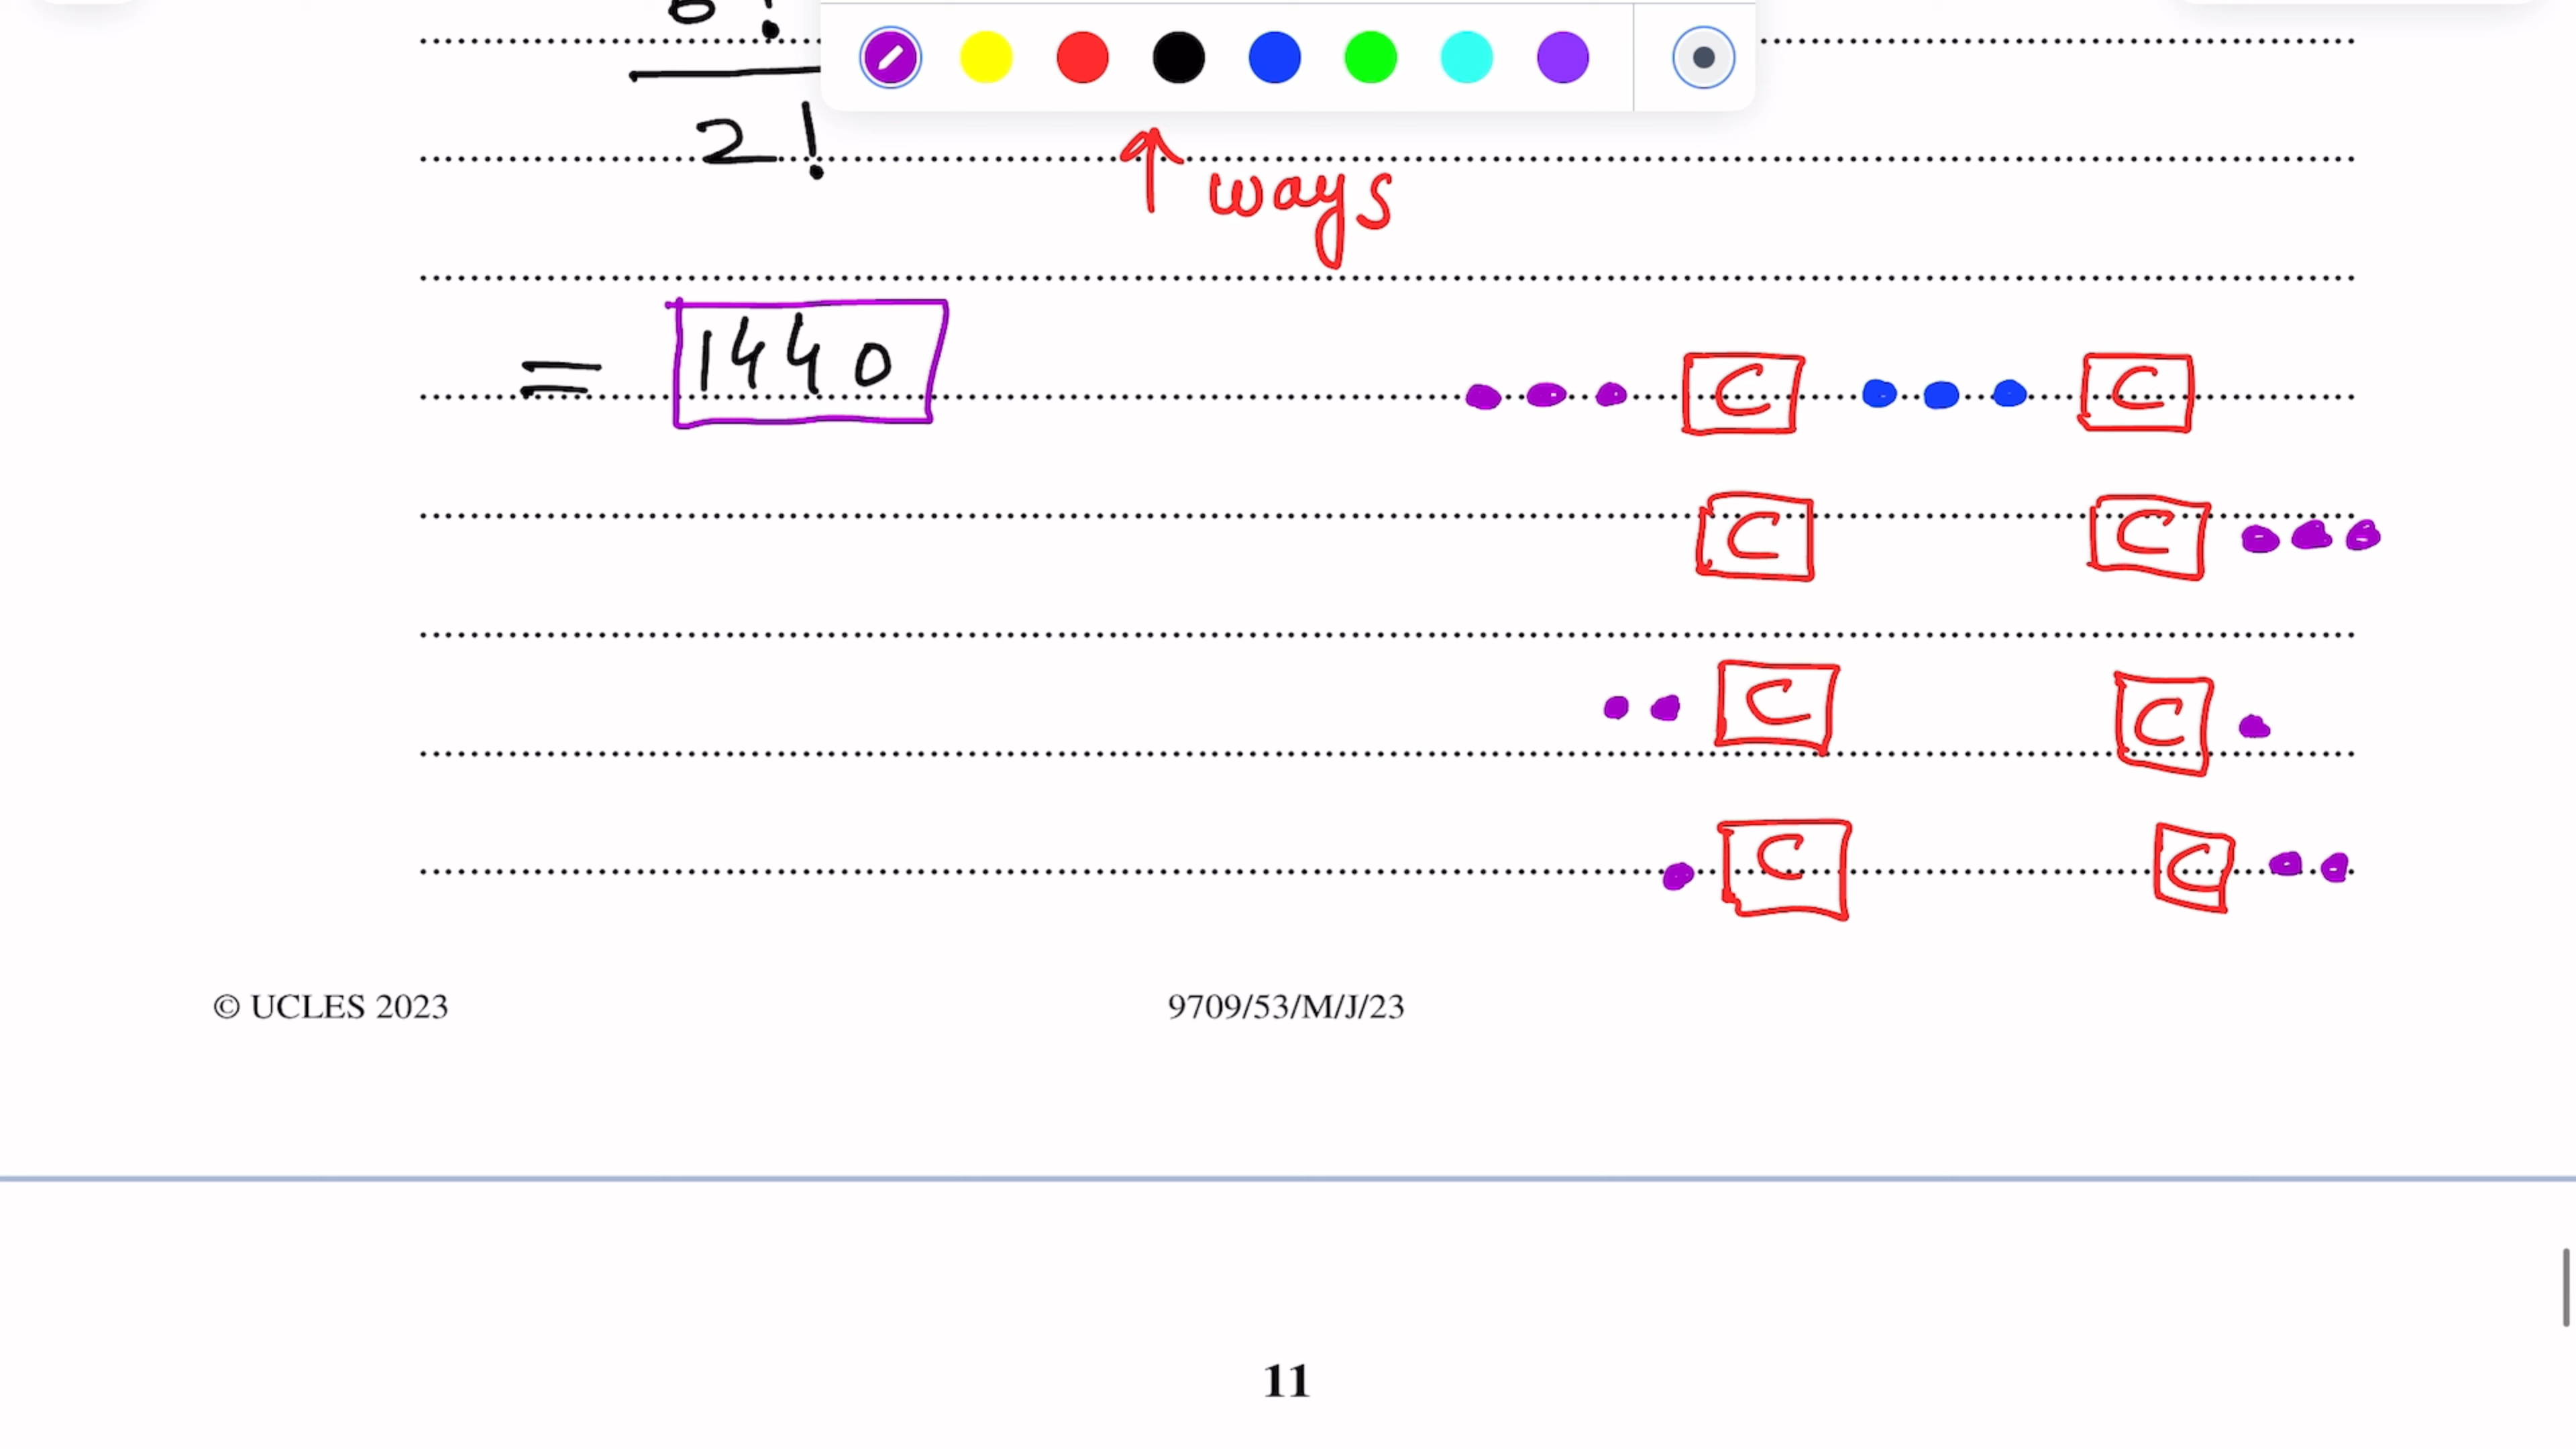 !
2!
↑ ways
= 1440
C C
C C
C C
C C
© UCLES 2023 9709/53/M/J/23
11